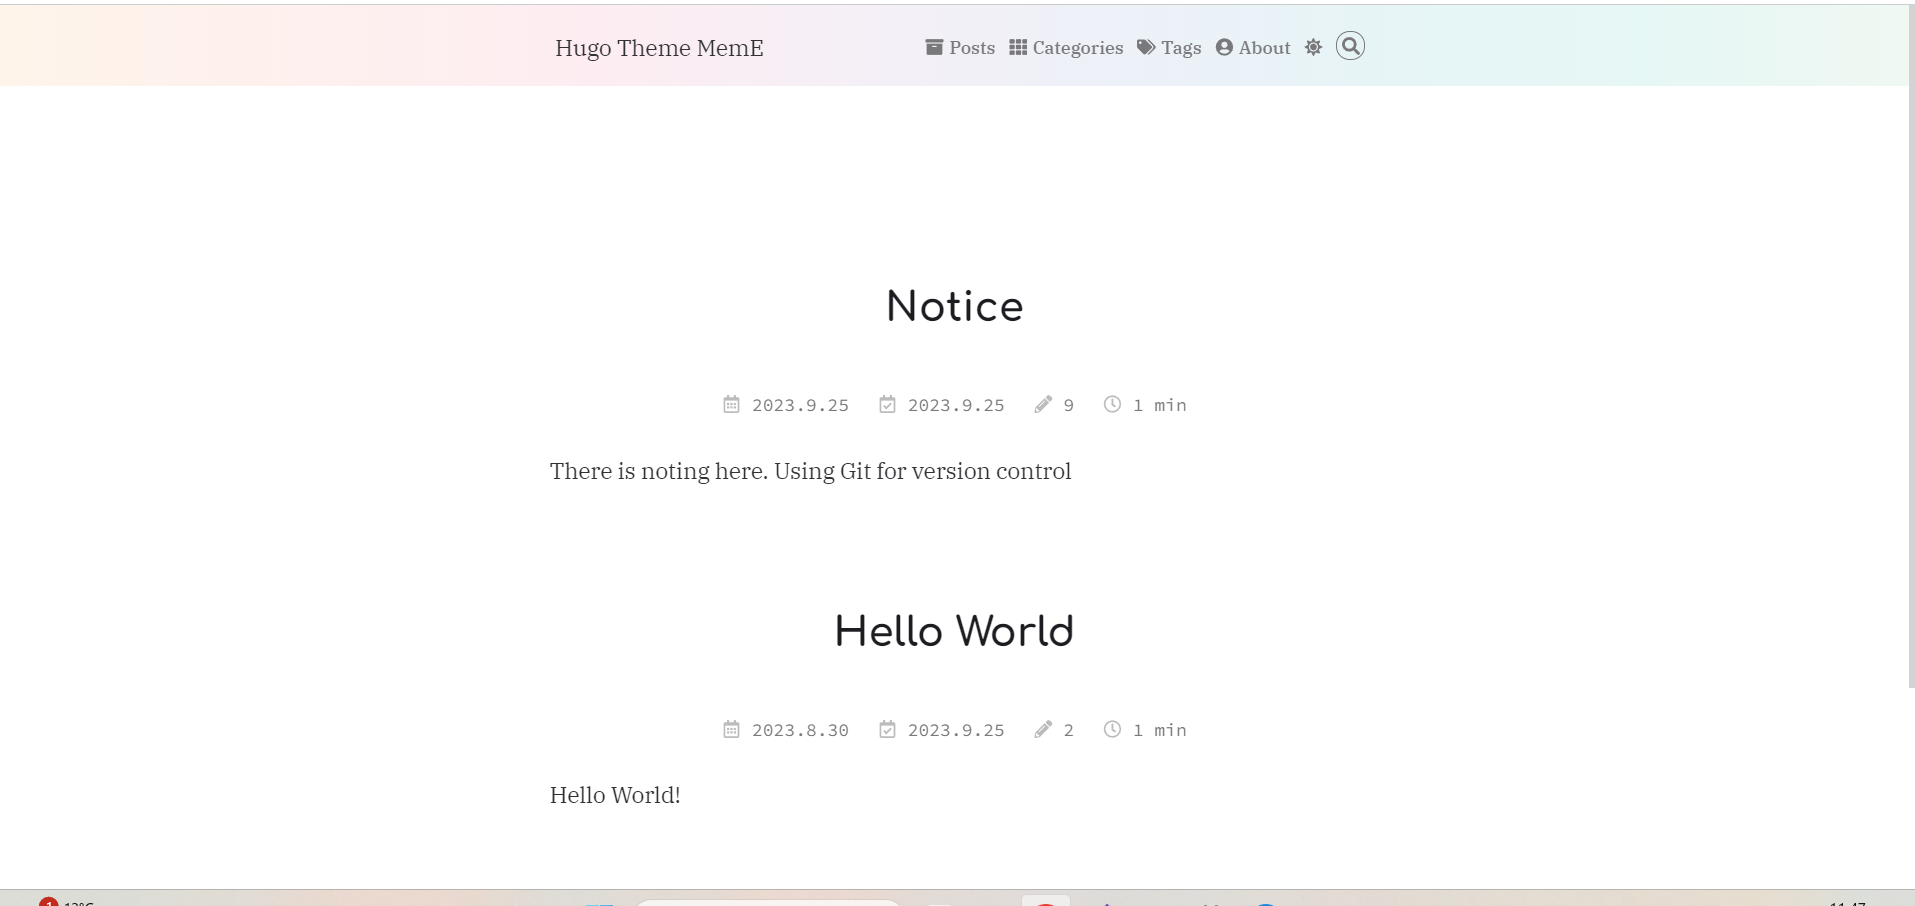 Hugo Theme MemE
Posts Categories Tags About
Notice
2023.9.25 2023.9.25 9 1 min
There is noting here. Using Git for version control
Hello World
2023.8.30 2023.9.25 2 1 min
Hello World!